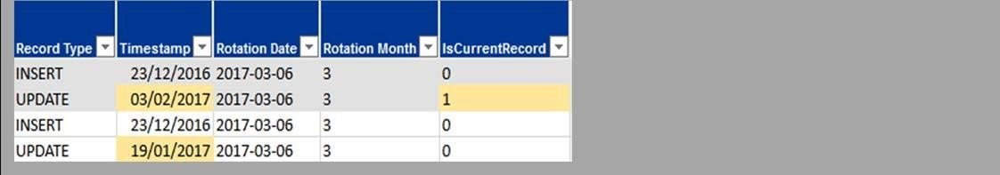 Record Type Timestamp Rotation Date Rotation Month IsCurrentRecord
INSERT 23/12/2016 2017-03-06 3 0
UPDATE 03/02/2017 2017-03-06 3 1
INSERT 23/12/2016 2017-03-06 3 0
UPDATE 19/01/2017 2017-03-06 3 0